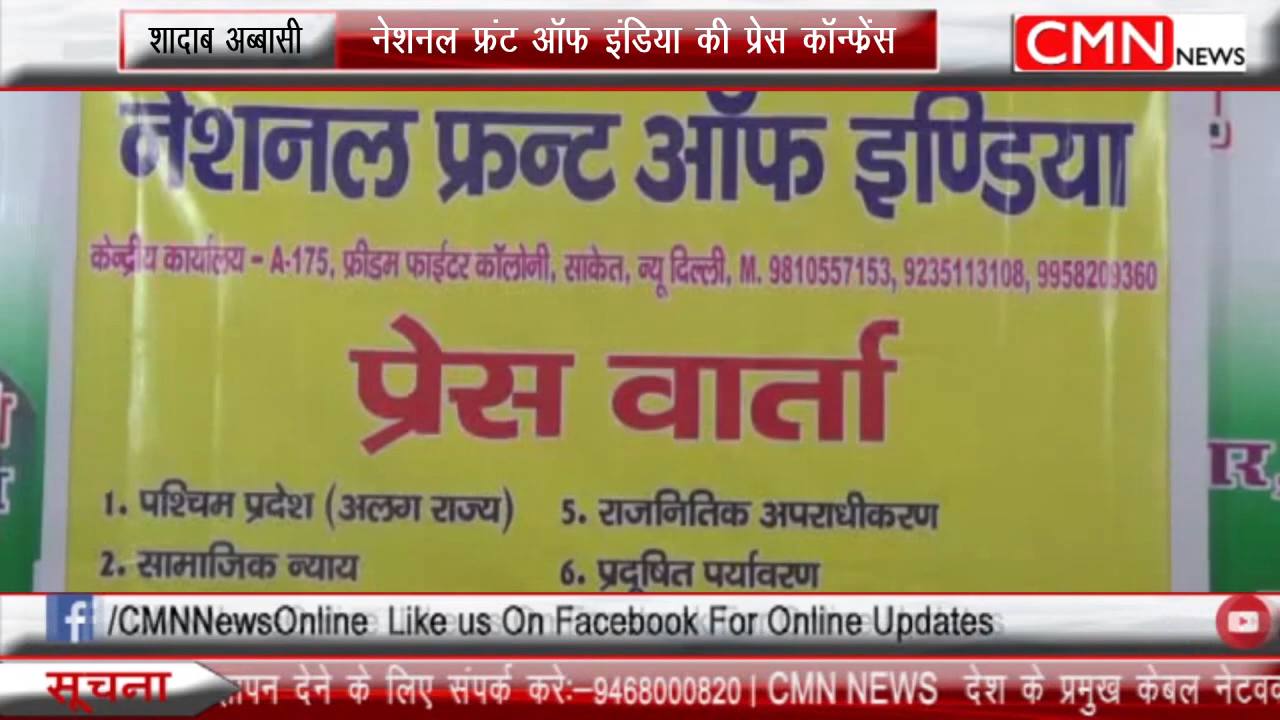 शादाब अब्बासी
नेशनल फ्रंट ऑफ इंडिया की प्रेस कॉन्फ्रेंस
CMN NEWS
नेशनल फ्रन्ट ऑफ इण्डिया
केन्द्रीय कार्यालय - A-175, फ्रीडम फाईटर कॉलोनी, साकेत, न्यू दिल्ली, M. 9810557153, 9235113108, 9958209360
प्रेस वार्ता
1. पश्चिम प्रदेश (अलग राज्य)
5. राजनितिक अपराधीकरण
2. सामाजिक न्याय
6. प्रदूषित पर्यावरण
/CMNNewsOnline Like us On Facebook For Online Updates
सूचना
देने के लिए संपर्क करेः–9468000820 | CMN NEWS देश के प्रमुख केबल